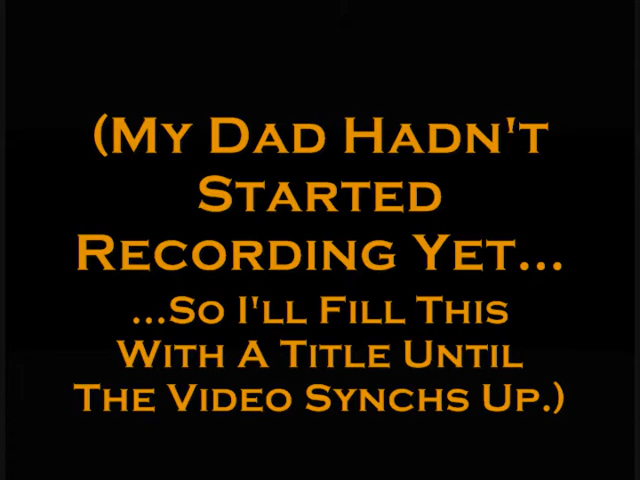 (My Dad Hadn't
Started
Recording Yet...
...So I'll Fill This
With A Title Until
The Video Synchs Up.)